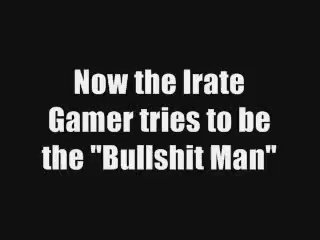 Now the Irate
Gamer tries to be
the "Bullshit Man"